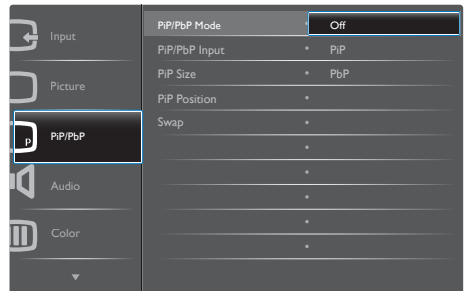 Input
Picture
P
PiP/PbP
Audio
Color
PiP/PbP Mode
Off
PiP/PbP Input
PiP
PiP Size
PbP
PiP Position
Swap